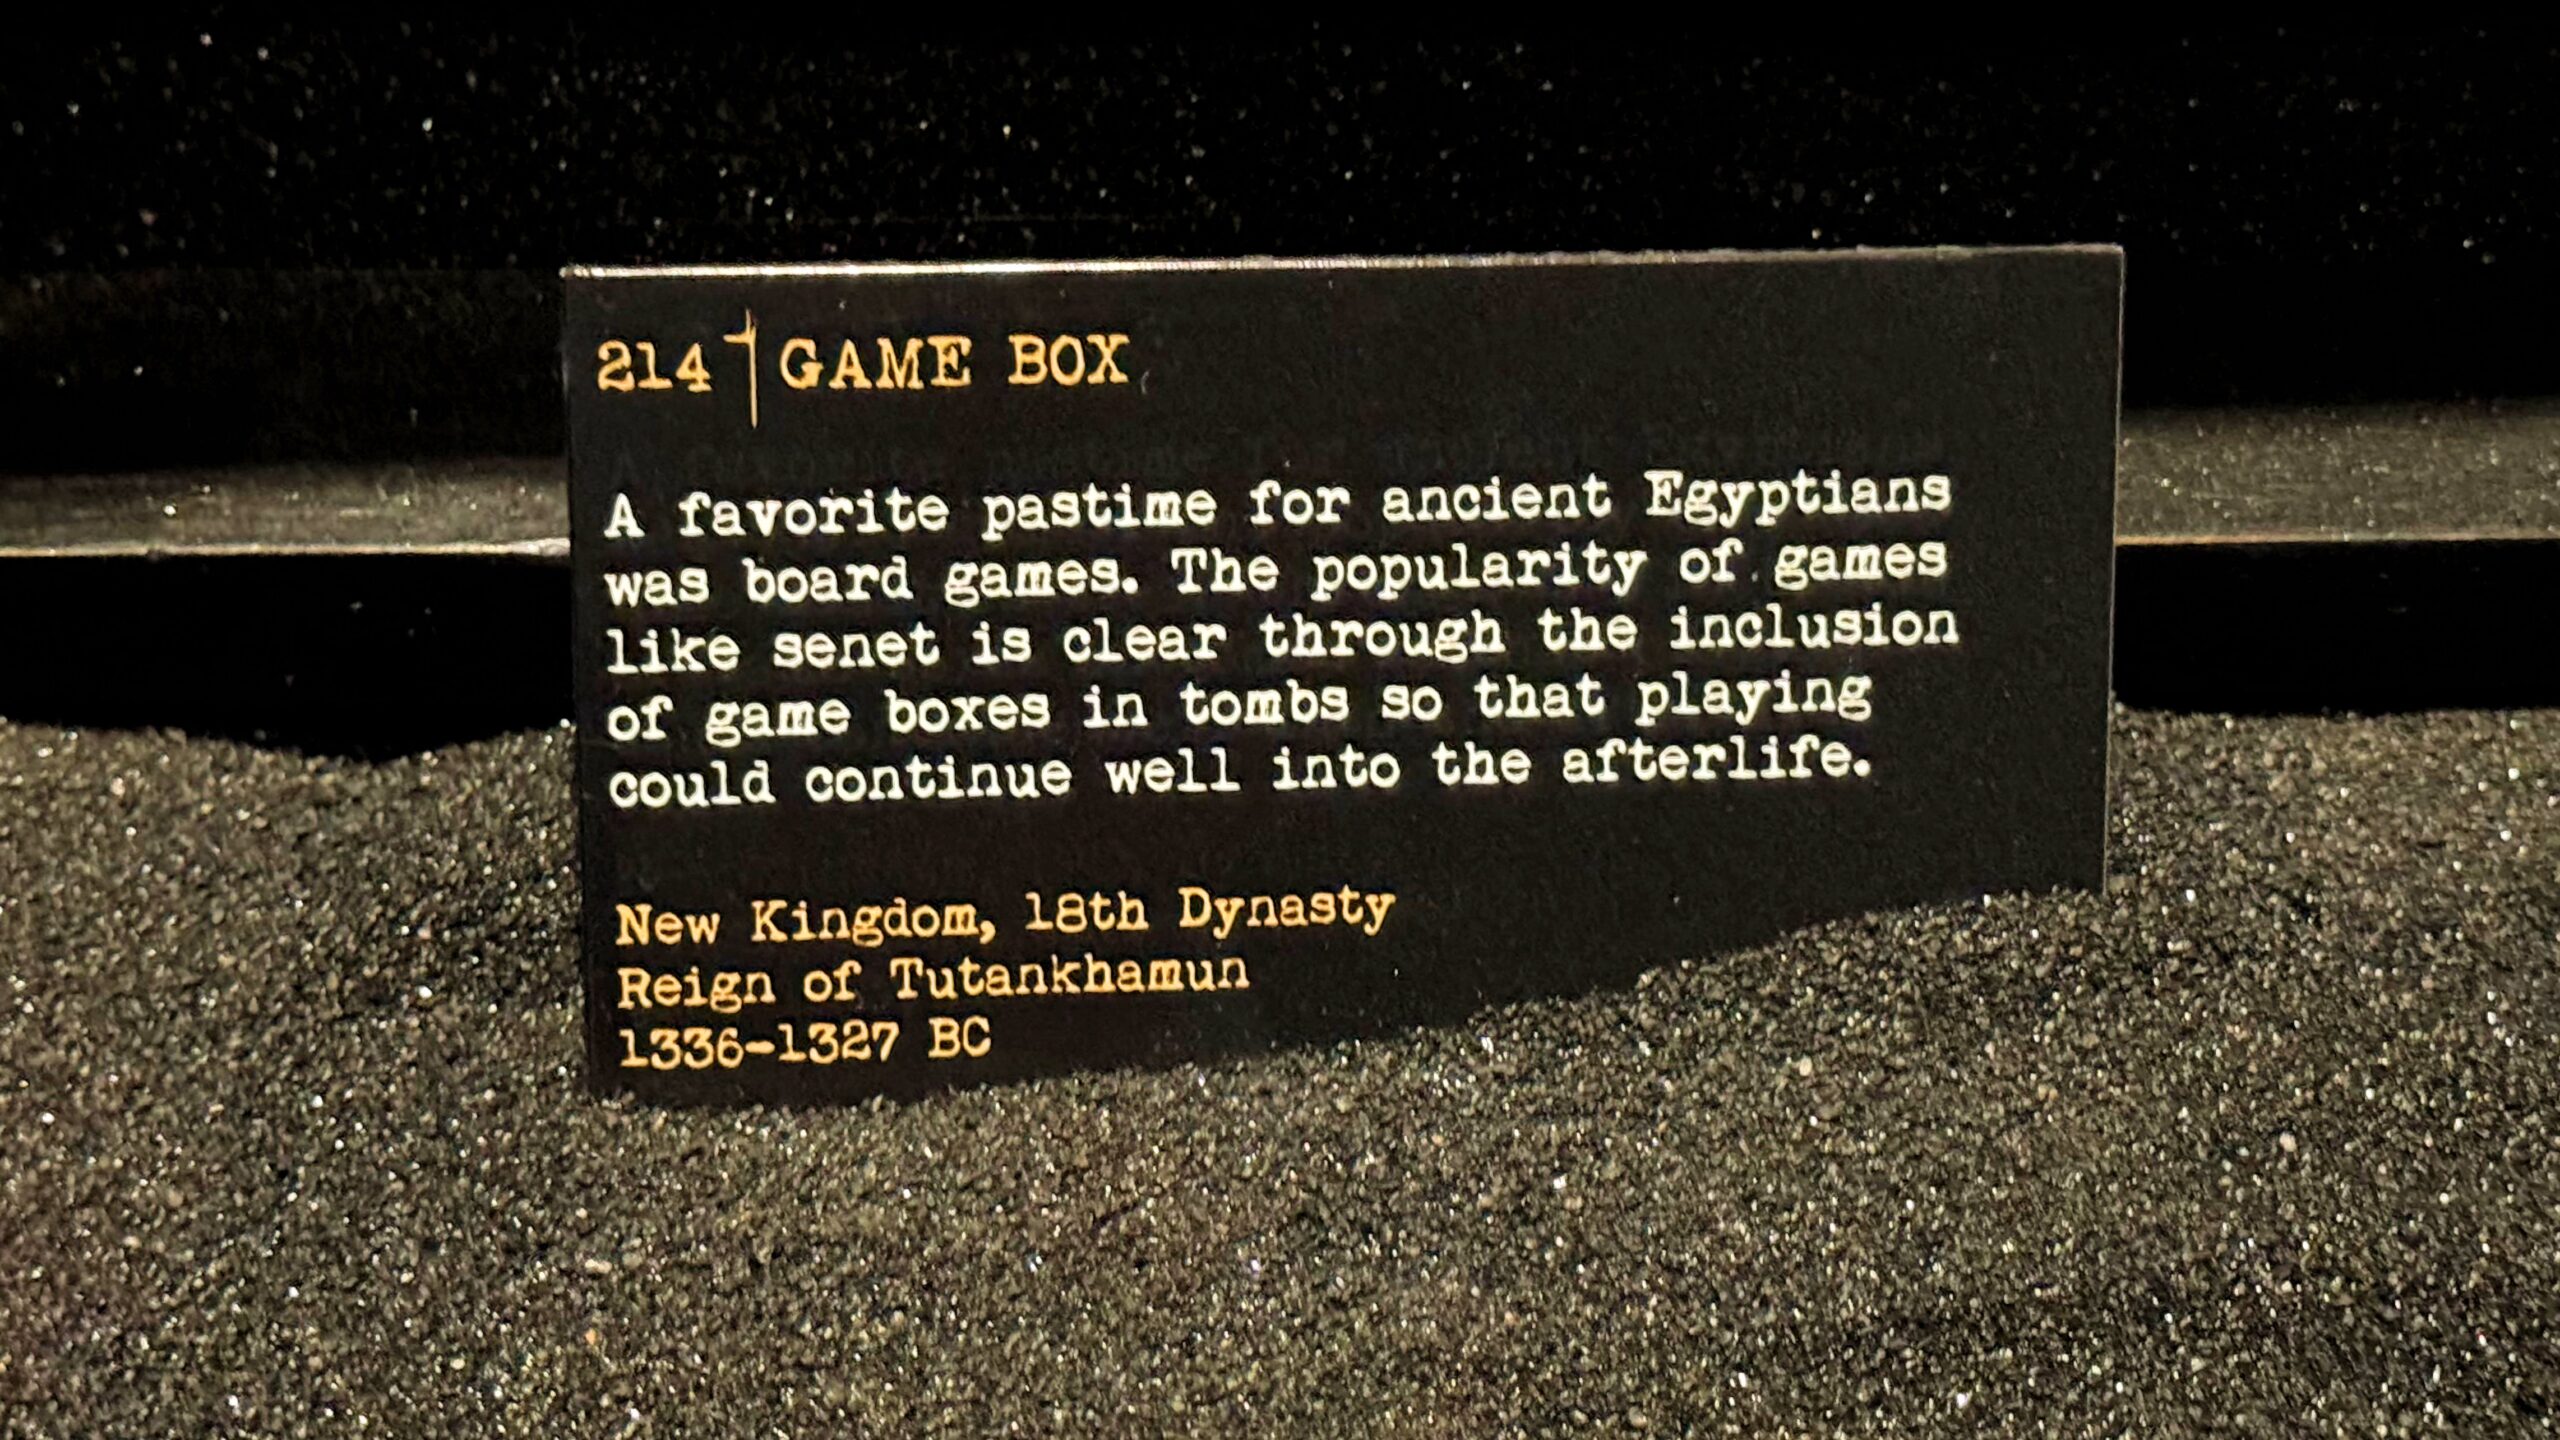 214 GAME BOX
A favorite pastime for ancient Egyptians
was board games. The popularity of games
like senet is clear through the inclusion
of game boxes in tombs so that playing
could continue well into the afterlife.
New Kingdom, 18th Dynasty
Reign of Tutankhamun
1336-1327 BC